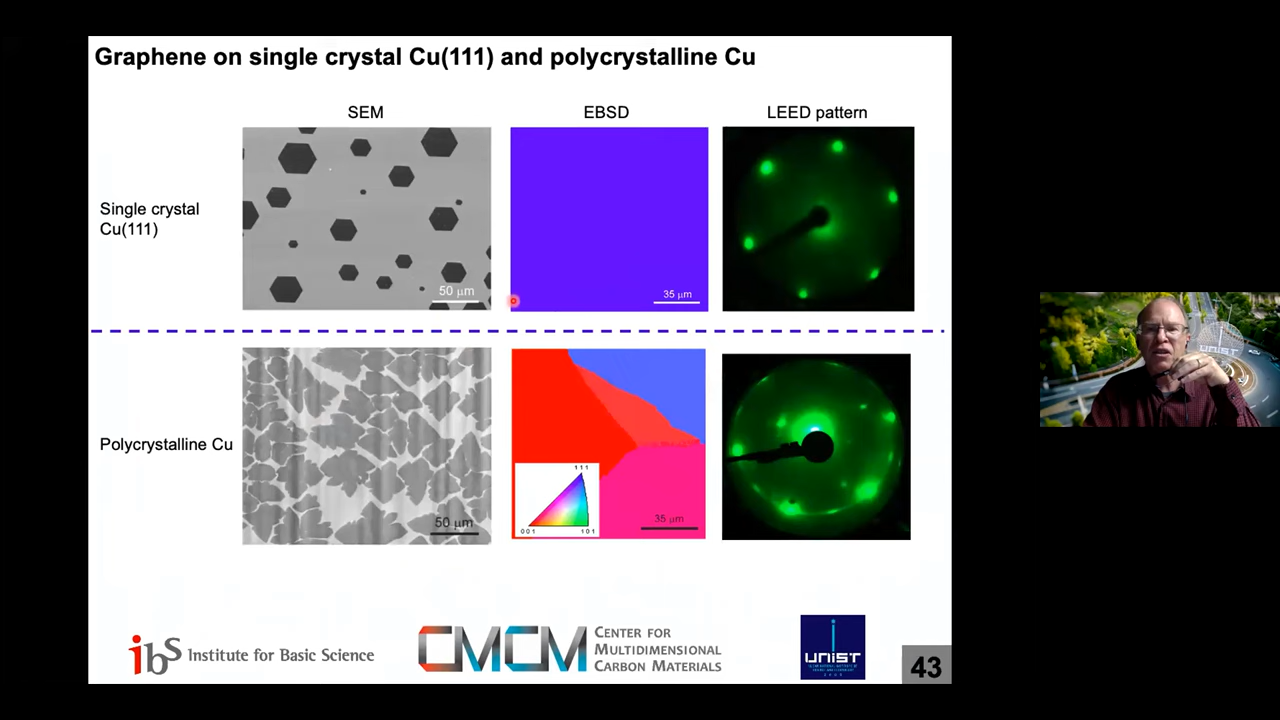 Graphene on single crystal Cu(111) and polycrystalline Cu
SEM
EBSD
LEED pattern
Single crystal
Cu(111)
50 μm
35 μm
Polycrystalline Cu
50 μm
111
001
101
35 μm
UNIST
ibs Institute for Basic Science
CMCM
CENTER FOR
MULTIDIMENSIONAL
CARBON MATERIALS
UNIST
43